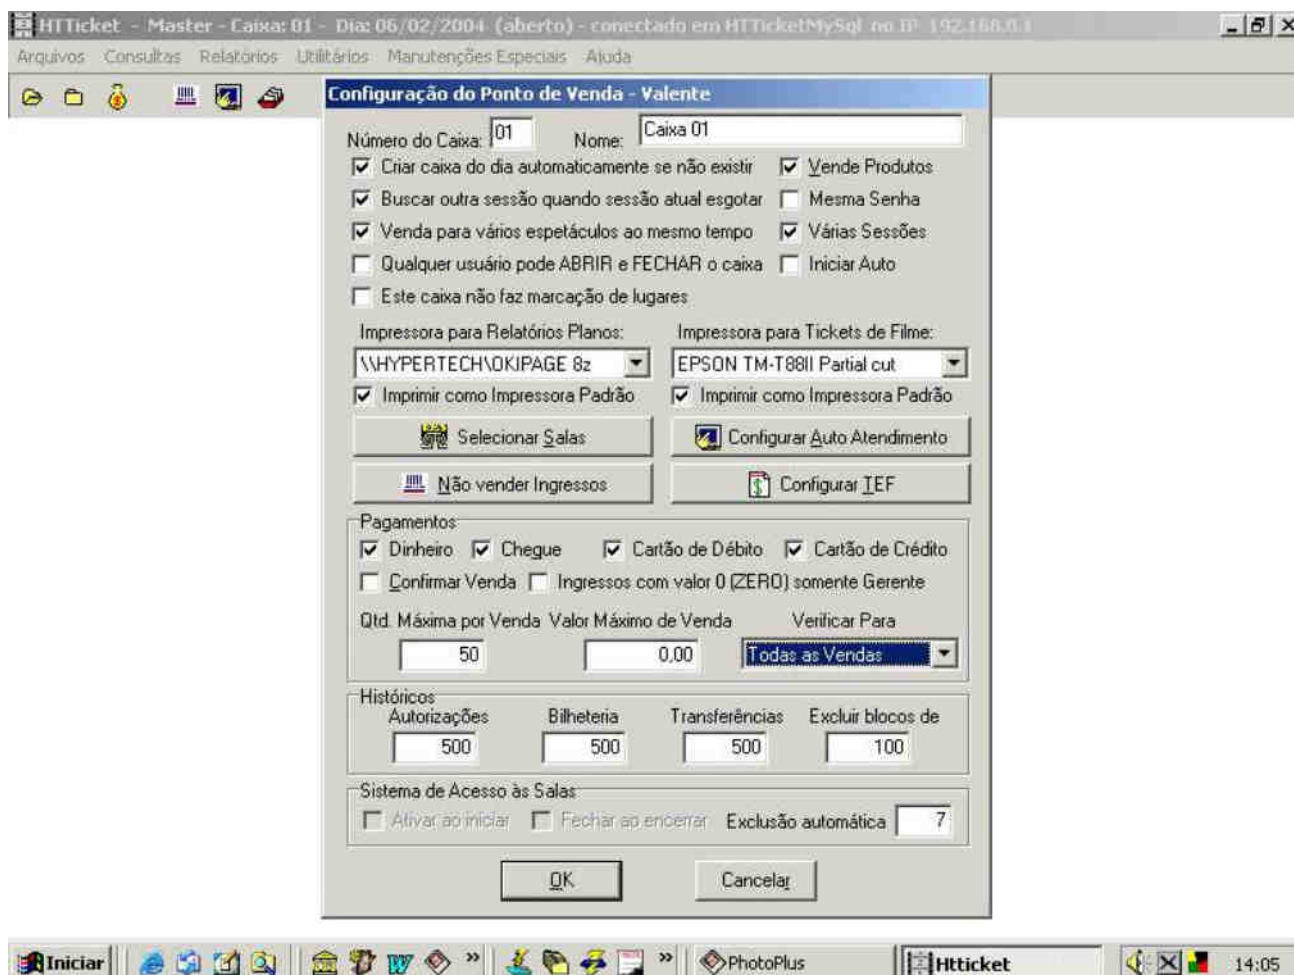 HTTicket - Master - Caixa: 01 - Dia: 06/02/2004 (aberto) - conectado em HTTicketMySql no IP 192.168.0.1
Arquivos Consultas Relatórios Utilitários Manutenções Especiais Ajuda
Configuração do Ponto de Venda - Valente
Número do Caixa: 01 Nome: Caixa 01
Criar caixa do dia automaticamente se não existir Vende Produtos
Buscar outra sessão quando sessão atual esgotar Mesma Senha
Venda para vários espetáculos ao mesmo tempo Várias Sessões
Qualquer usuário pode ABRIR e FECHAR o caixa Iniciar Auto
Este caixa não faz marcação de lugares
Impressora para Relatórios Planos: Impressora para Tickets de Filme:
\\HYPERTECH\OKIPAGE 8z EPSON TM-T88II Partial cut
Imprimir como Impressora Padrão Imprimir como Impressora Padrão
Selecionar Salas Configurar Auto Atendimento
Não vender Ingressos Configurar TEF
Pagamentos
Dinheiro Cheque Cartão de Débito Cartão de Crédito
Confirmar Venda Ingressos com valor 0 (ZERO) somente Gerente
Qtd. Máxima por Venda Valor Máximo de Venda Verificar Para
50 0,00 Todas as Vendas
Históricos
Autorizações Bilheteria Transferências Excluir blocos de
500 500 500 100
Sistema de Acesso às Salas
Ativar ao iniciar Fechar ao encerrar Exclusão automática 7
OK Cancelar
Iniciar PhotoPlus Htticket 14:05